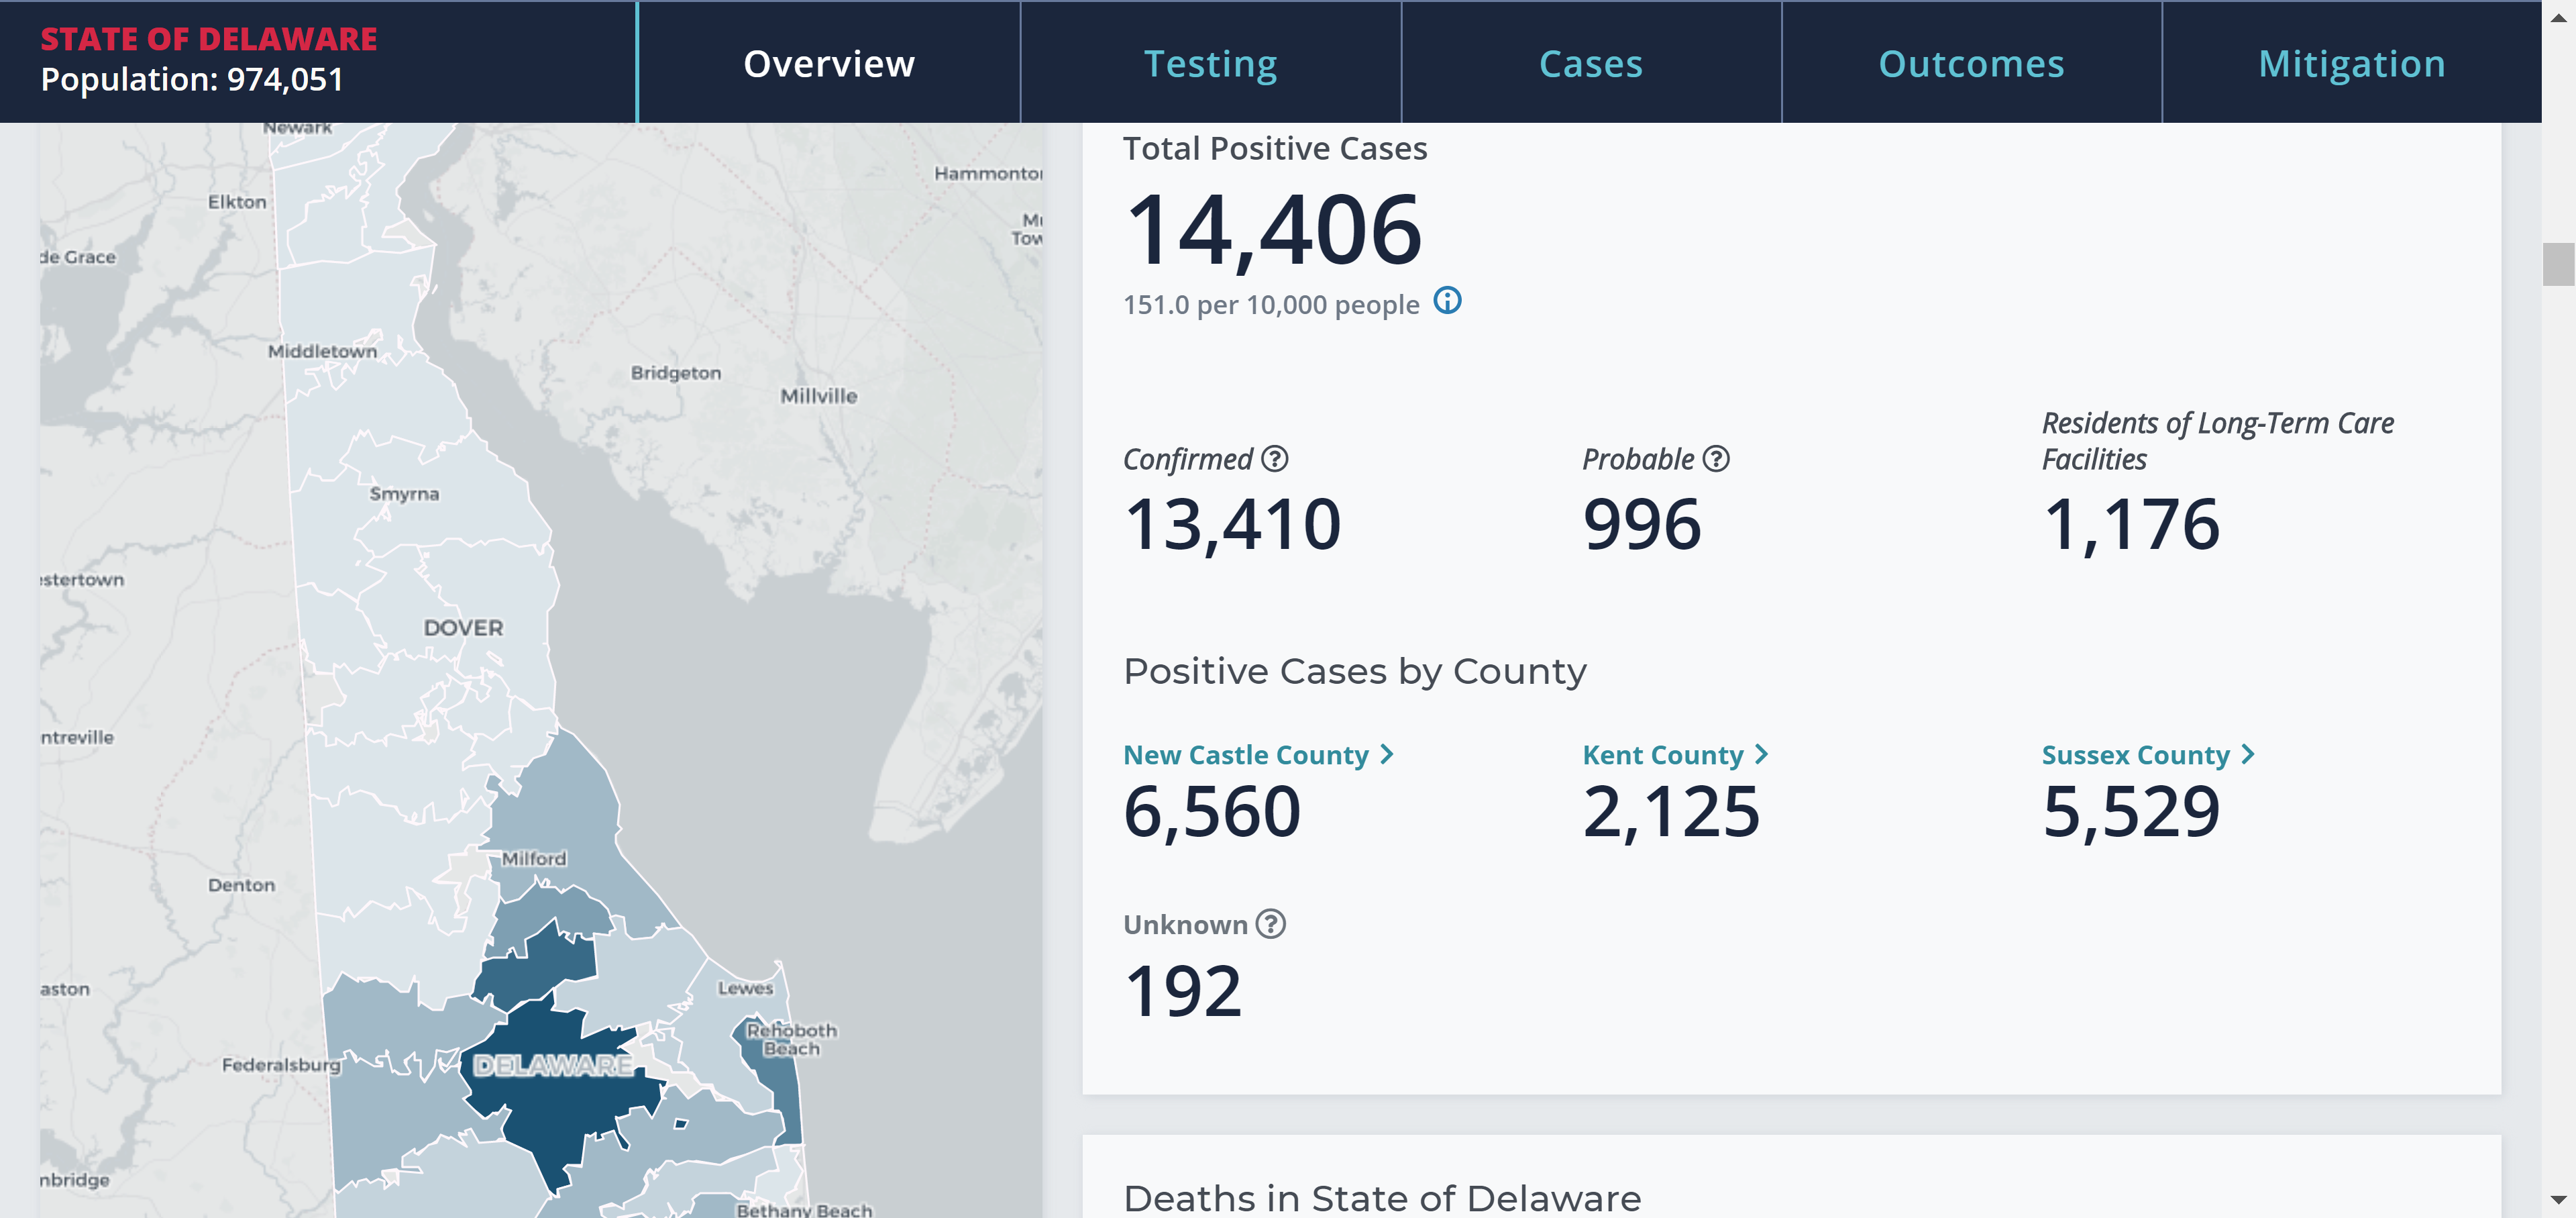 STATE OF DELAWARE
Population: 974,051
Overview
Testing
Cases
Outcomes
Mitigation
Newark
Elkton
Hammonton
de Grace
Middletown
Bridgeton
Millville
Smyrna
estertown
DOVER
ntreville
Milford
Denton
aston
Lewes
Rehoboth
Beach
Federalsburg
DELAWARE
nbridge
Bethany Beach
Total Positive Cases
14,406
151.0 per 10,000 people
Confirmed
13,410
Probable
996
Residents of Long-Term Care
Facilities
1,176
Positive Cases by County
New Castle County
6,560
Kent County
2,125
Sussex County
5,529
Unknown
192
Deaths in State of Delaware